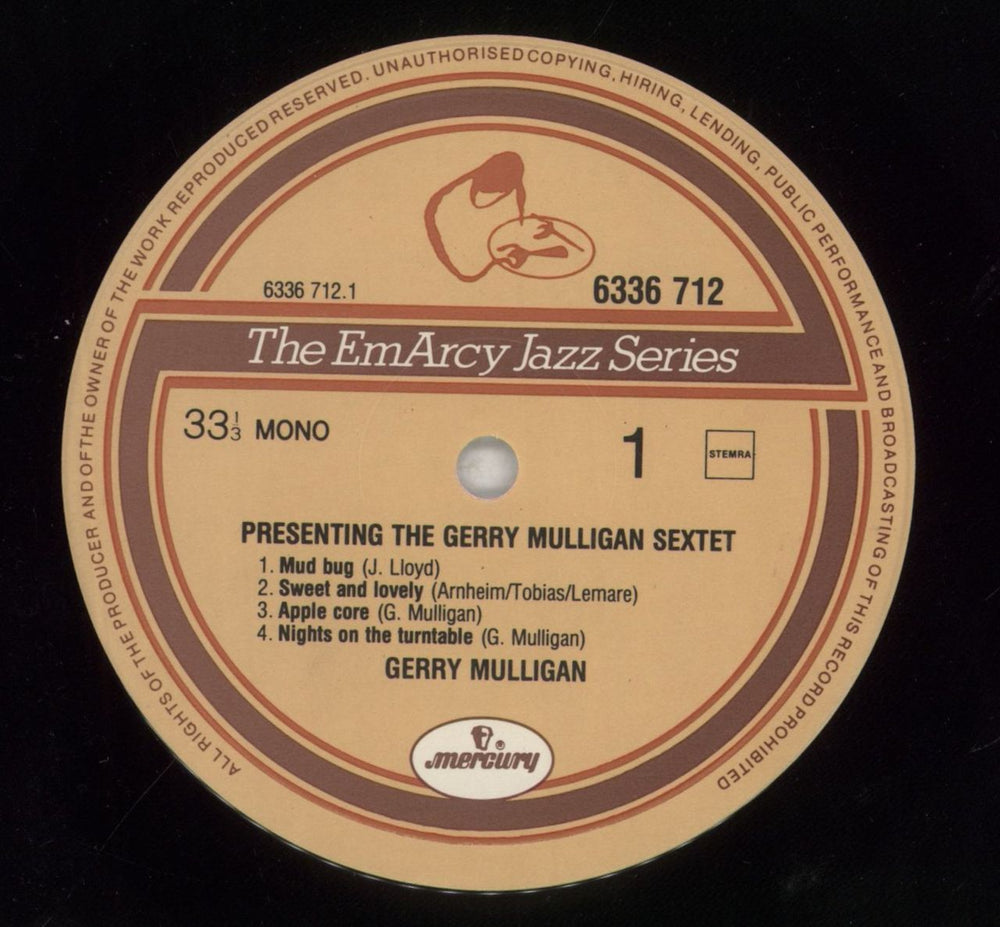 ALL RIGHTS OF THE PRODUCER AND OF THE OWNER OF THE WORK REPRODUCED RESERVED. UNAUTHORISED COPYING, HIRING, LENDING, PUBLIC PERFORMANCE AND BROADCASTING OF THIS RECORD PROHIBITED
6336 712.1
6336 712
The EmArcy Jazz Series
33⅓ MONO
1
STEMRA
PRESENTING THE GERRY MULLIGAN SEXTET
1. Mud bug (J. Lloyd)
2. Sweet and lovely (Arnheim/Tobias/Lemare)
3. Apple core (G. Mulligan)
4. Nights on the turntable (G. Mulligan)
GERRY MULLIGAN
mercury